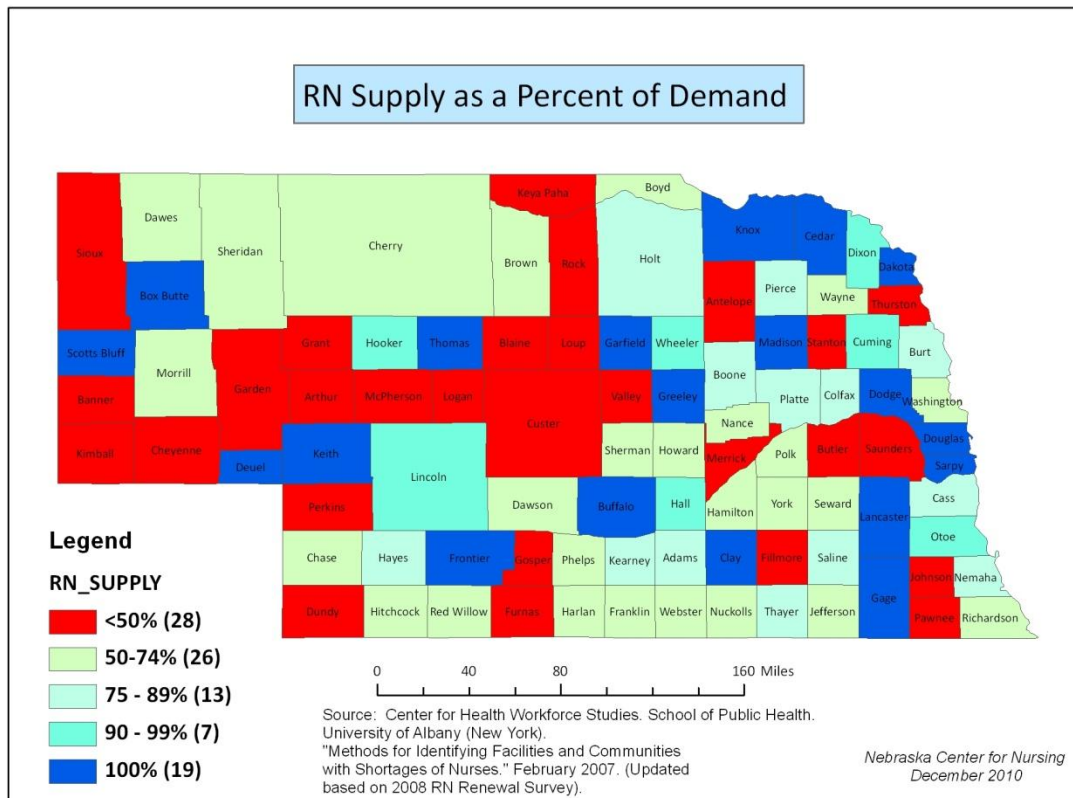 RN Supply as a Percent of Demand
Keya Paha
Boyd
Dawes
Sioux
Sheridan
Cherry
Brown
Rock
Holt
Knox
Cedar
Dixon
Dakota
Box Butte
Antelope
Pierce
Wayne
Thurston
Scotts Bluff
Morrill
Garden
Grant
Hooker
Thomas
Blaine
Loup
Garfield
Wheeler
Madison
Stanton
Cuming
Burt
Boone
Banner
Arthur
McPherson
Logan
Custer
Valley
Greeley
Platte
Colfax
Dodge
Washington
Nance
Kimball
Cheyenne
Deuel
Keith
Lincoln
Sherman
Howard
Merrick
Polk
Butler
Saunders
Douglas
Sarpy
Perkins
Dawson
Buffalo
Hall
Hamilton
York
Seward
Lancaster
Cass
Otoe
Chase
Hayes
Frontier
Gosper
Phelps
Kearney
Adams
Clay
Fillmore
Saline
Johnson
Nemaha
Dundy
Hitchcock
Red Willow
Furnas
Harlan
Franklin
Webster
Nuckolls
Thayer
Jefferson
Gage
Pawnee
Richardson
Legend
RN_SUPPLY
<50% (28)
50-74% (26)
75 - 89% (13)
90 - 99% (7)
100% (19)
0 40 80 160 Miles
Source: Center for Health Workforce Studies. School of Public Health.
University of Albany (New York).
"Methods for Identifying Facilities and Communities
with Shortages of Nurses." February 2007. (Updated
based on 2008 RN Renewal Survey).
Nebraska Center for Nursing
December 2010